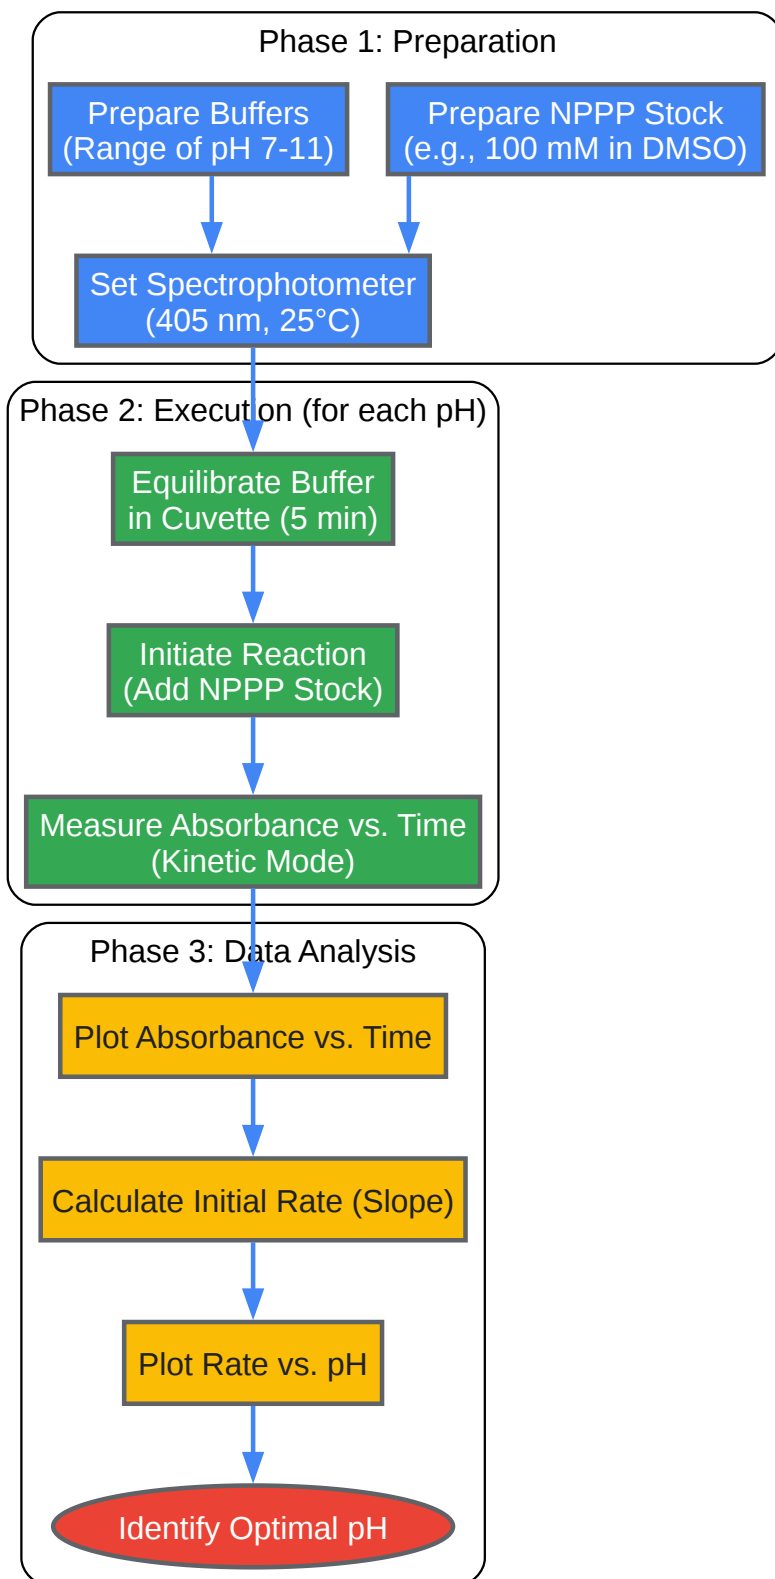 Phase 1: Preparation
Prepare Buffers
(Range of pH 7-11)
Prepare NPPP Stock
(e.g., 100 mM in DMSO)
Set Spectrophotometer
(405 nm, 25°C)
Phase 2: Execution (for each pH)
Equilibrate Buffer
in Cuvette (5 min)
Initiate Reaction
(Add NPPP Stock)
Measure Absorbance vs. Time
(Kinetic Mode)
Phase 3: Data Analysis
Plot Absorbance vs. Time
Calculate Initial Rate (Slope)
Plot Rate vs. pH
Identify Optimal pH